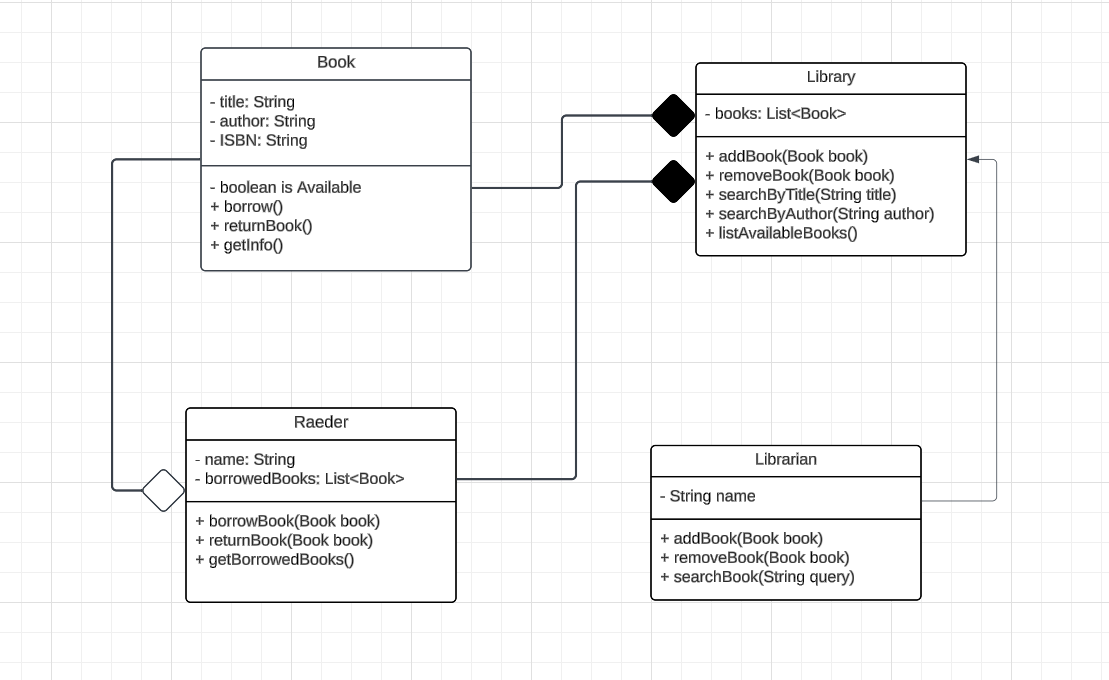 Book
- title: String
- author: String
- ISBN: String
- boolean is Available
+ borrow()
+ returnBook()
+ getInfo()
Library
- books: List<Book>
+ addBook(Book book)
+ removeBook(Book book)
+ searchByTitle(String title)
+ searchByAuthor(String author)
+ listAvailableBooks()
Raeder
- name: String
- borrowedBooks: List<Book>
+ borrowBook(Book book)
+ returnBook(Book book)
+ getBorrowedBooks()
Librarian
- String name
+ addBook(Book book)
+ removeBook(Book book)
+ searchBook(String query)